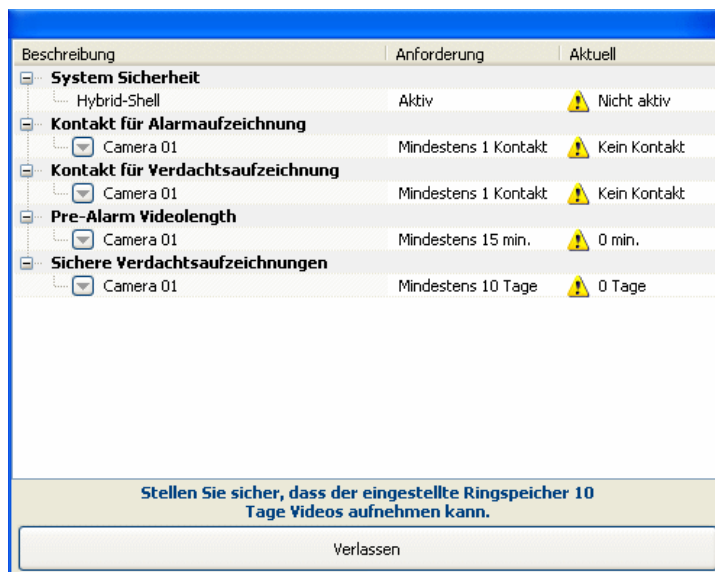 Beschreibung Anforderung Aktuell
System Sicherheit
Hybrid-Shell Aktiv Nicht aktiv
Kontakt für Alarmaufzeichnung
Camera 01 Mindestens 1 Kontakt Kein Kontakt
Kontakt für Verdachtsaufzeichnung
Camera 01 Mindestens 1 Kontakt Kein Kontakt
Pre-Alarm Videolength
Camera 01 Mindestens 15 min. 0 min.
Sichere Verdachtsaufzeichnungen
Camera 01 Mindestens 10 Tage 0 Tage
Stellen Sie sicher, dass der eingestellte Ringspeicher 10
Tage Videos aufnehmen kann.
Verlassen